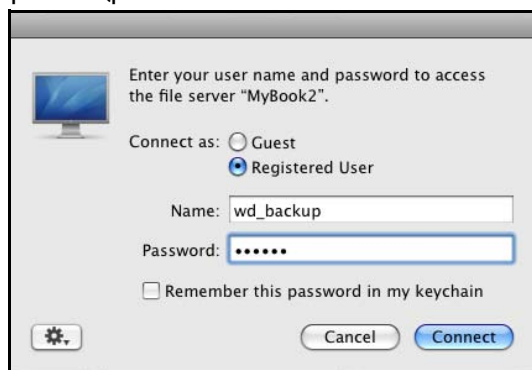 Enter your user name and password to access
the file server “MyBook2”.
Connect as: Guest
Registered User
Name: wd_backup
Password: ••••••
Remember this password in my keychain
Cancel Connect